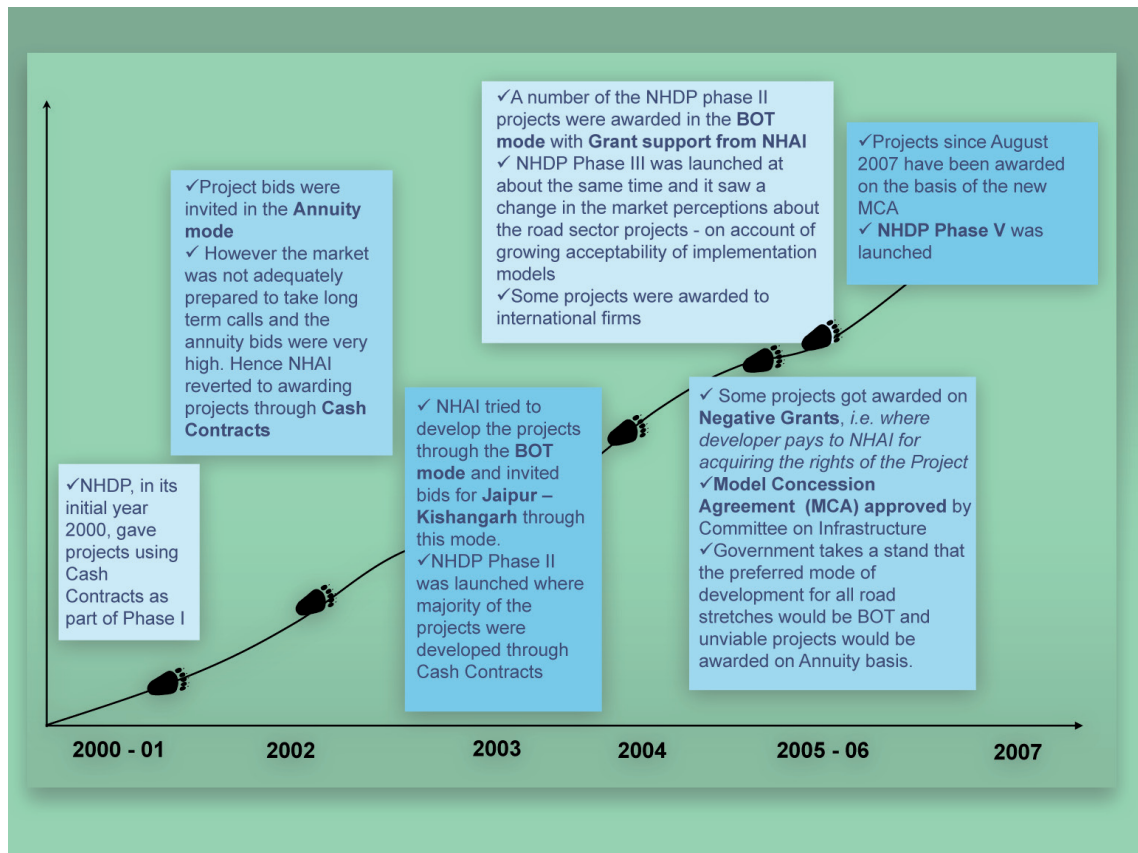 ✓NHDP, in its
initial year
2000, gave
projects using
Cash
Contracts as
part of Phase I
✓Project bids were
invited in the Annuity
mode
✓ However the market
was not adequately
prepared to take long
term calls and the
annuity bids were very
high. Hence NHAI
reverted to awarding
projects through Cash
Contracts
✓ NHAI tried to
develop the projects
through the BOT
mode and invited
bids for Jaipur –
Kishangarh through
this mode.
✓NHDP Phase II
was launched where
majority of the
projects were
developed through
Cash Contracts
✓A number of the NHDP phase II
projects were awarded in the BOT
mode with Grant support from NHAI
✓ NHDP Phase III was launched at
about the same time and it saw a
change in the market perceptions about
the road sector projects - on account of
growing acceptability of implementation
models
✓Some projects were awarded to
international firms
✓ Some projects got awarded on
Negative Grants, i.e. where
developer pays to NHAI for
acquiring the rights of the Project
✓Model Concession
Agreement (MCA) approved by
Committee on Infrastructure
✓Government takes a stand that
the preferred mode of
development for all road
stretches would be BOT and
unviable projects would be
awarded on Annuity basis.
✓Projects since August
2007 have been awarded
on the basis of the new
MCA
✓ NHDP Phase V was
launched
2000 - 01
2002
2003
2004
2005 - 06
2007